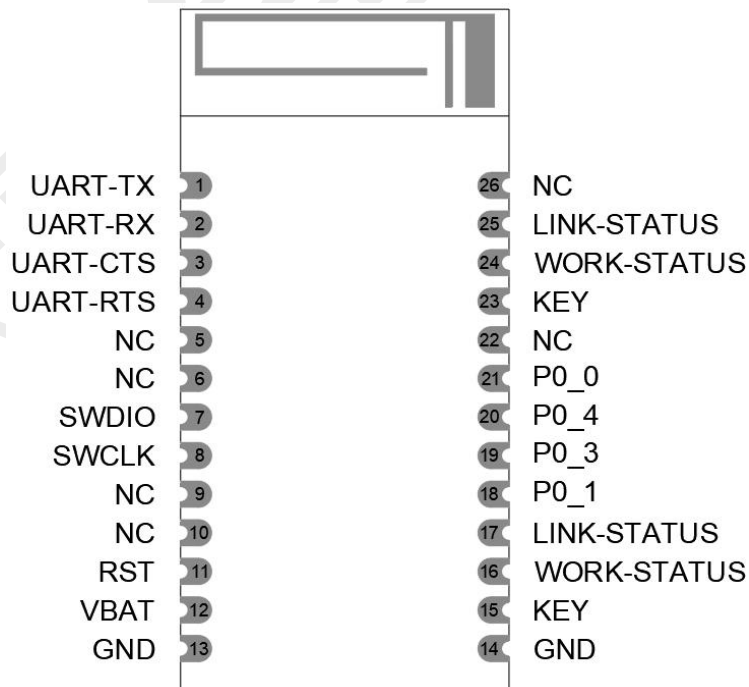 UART-TX 1 26 NC
UART-RX 2 25 LINK-STATUS
UART-CTS 3 24 WORK-STATUS
UART-RTS 4 23 KEY
NC 5 22 NC
NC 6 21 P0_0
SWDIO 7 20 P0_4
SWCLK 8 19 P0_3
NC 9 18 P0_1
NC 10 17 LINK-STATUS
RST 11 16 WORK-STATUS
VBAT 12 15 KEY
GND 13 14 GND